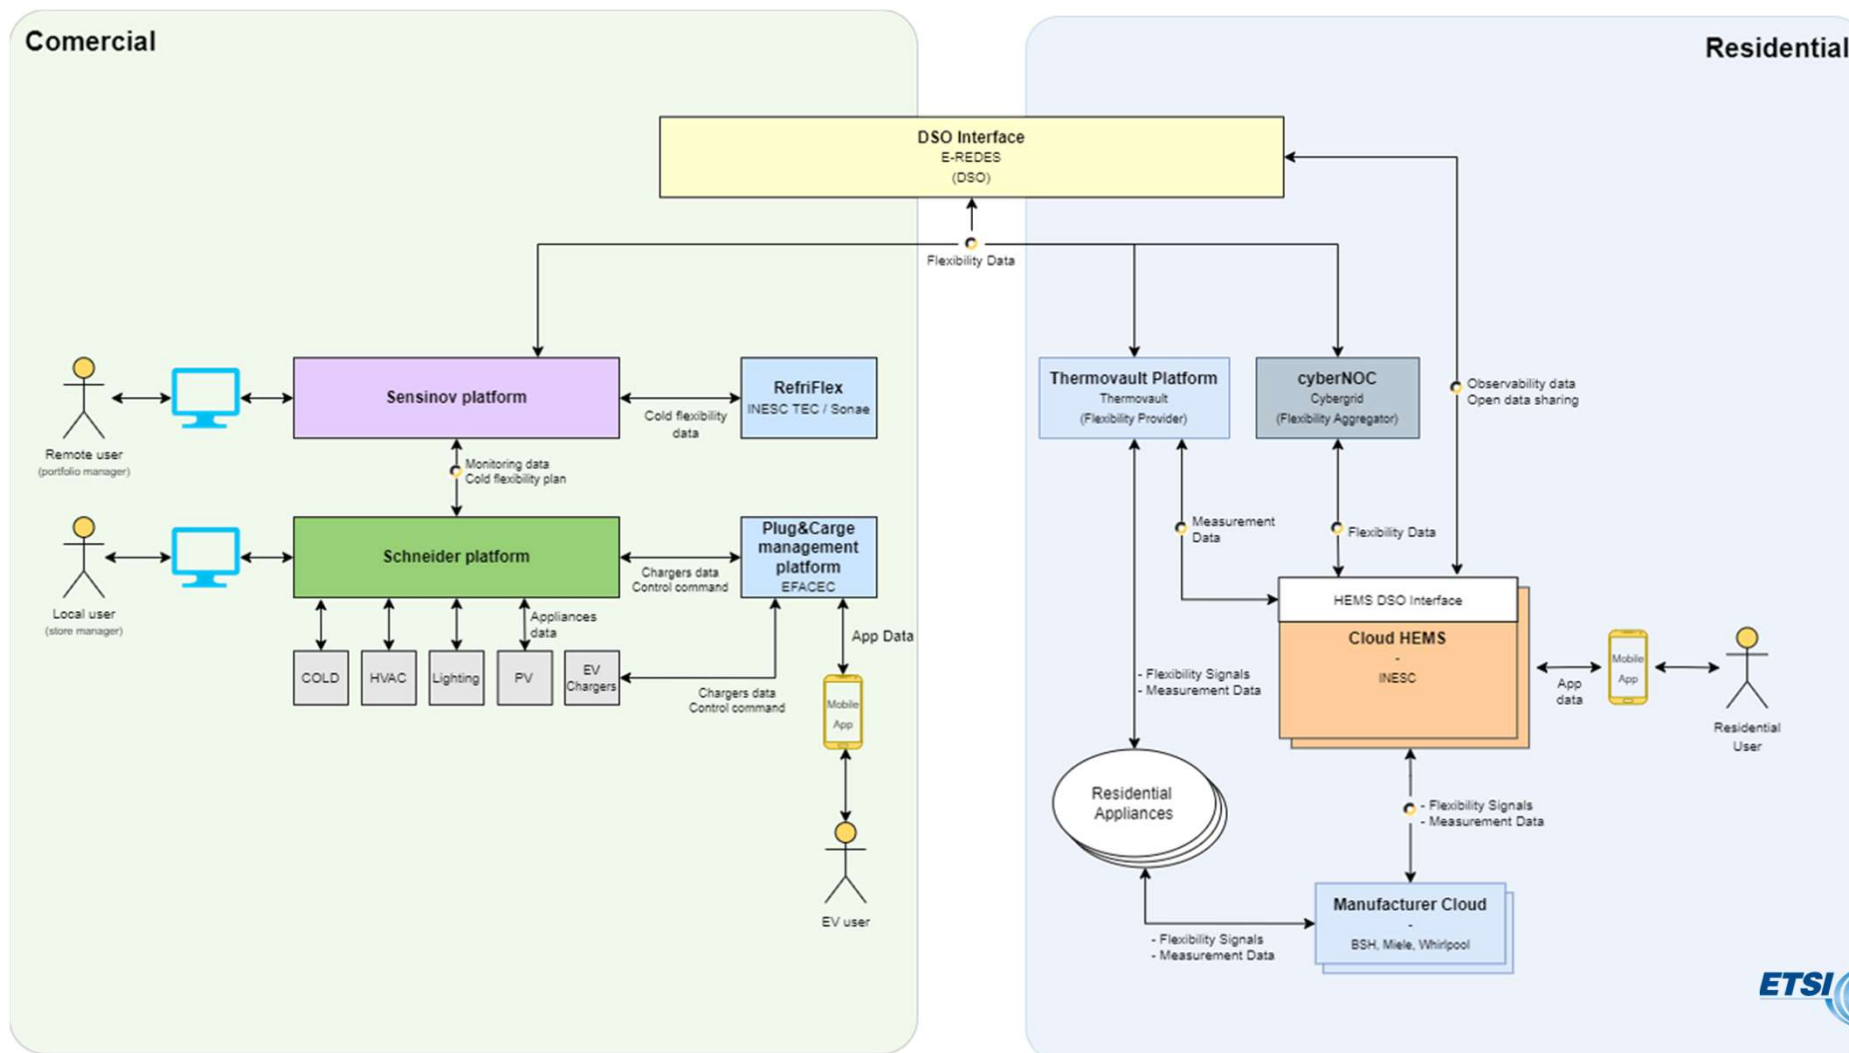 Comercial
Residential
DSO Interface
E-REDES
(DSO)
Flexibility Data
Remote user
(portfolio manager)
Sensinov platform
Cold flexibility
data
RefriFlex
INESC TEC / Sonae
Thermovault Platform
Thermovault
(Flexibility Provider)
cyberNOC
Cybergrid
(Flexibility Aggregator)
Observability data
Open data sharing
Monitoring data
Cold flexibility plan
Local user
(store manager)
Schneider platform
Chargers data
Control command
Plug&Carge
management
platform
EFACEC
Measurement
Data
Flexibility Data
Appliances
data
App Data
COLD
HVAC
Lighting
PV
EV
Chargers
Chargers data
Control command
Mobile
App
EV user
HEMS DSO Interface
Cloud HEMS
-
INESC
App
data
Mobile
App
Residential
User
- Flexibility Signals
- Measurement Data
Residential
Appliances
- Flexibility Signals
- Measurement Data
Manufacturer Cloud
-
BSH, Miele, Whirlpool
- Flexibility Signals
- Measurement Data
ETSI